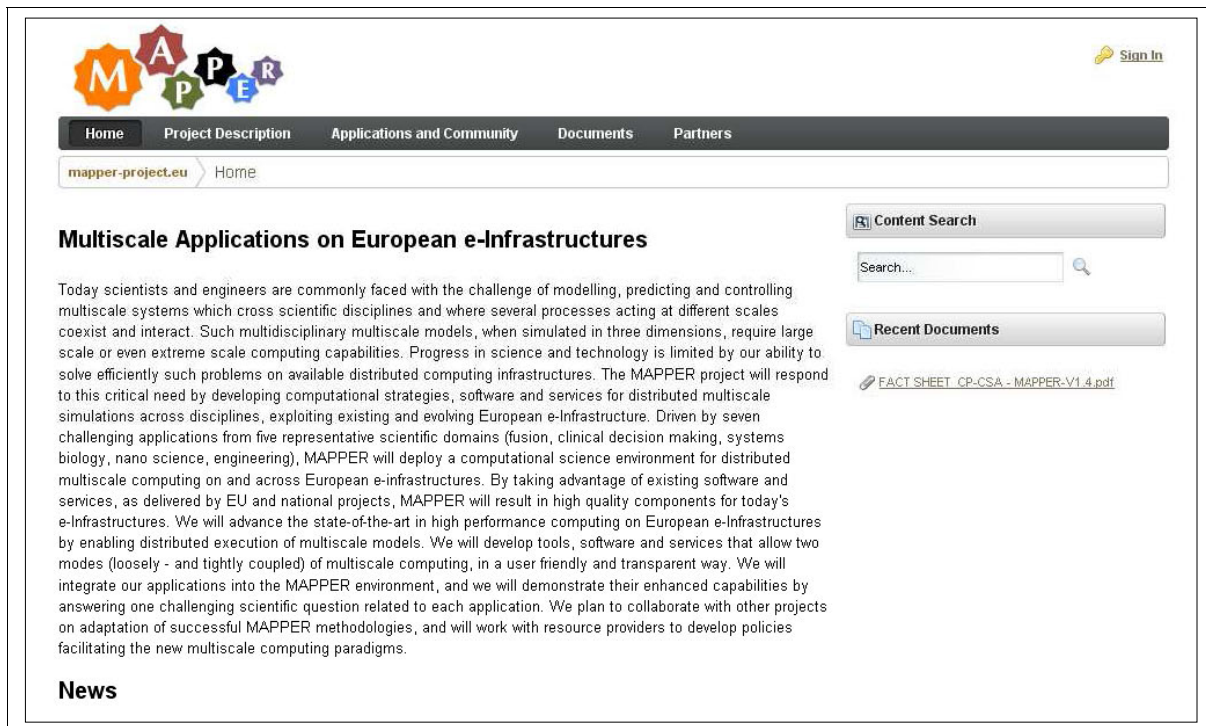 MAPPER
Sign In
Home Project Description Applications and Community Documents Partners
mapper-project.eu Home
Multiscale Applications on European e-Infrastructures
Today scientists and engineers are commonly faced with the challenge of modelling, predicting and controlling
multiscale systems which cross scientific disciplines and where several processes acting at different scales
coexist and interact. Such multidisciplinary multiscale models, when simulated in three dimensions, require large
scale or even extreme scale computing capabilities. Progress in science and technology is limited by our ability to
solve efficiently such problems on available distributed computing infrastructures. The MAPPER project will respond
to this critical need by developing computational strategies, software and services for distributed multiscale
simulations across disciplines, exploiting existing and evolving European e-Infrastructure. Driven by seven
challenging applications from five representative scientific domains (fusion, clinical decision making, systems
biology, nano science, engineering), MAPPER will deploy a computational science environment for distributed
multiscale computing on and across European e-infrastructures. By taking advantage of existing software and
services, as delivered by EU and national projects, MAPPER will result in high quality components for today's
e-Infrastructures. We will advance the state-of-the-art in high performance computing on European e-Infrastructures
by enabling distributed execution of multiscale models. We will develop tools, software and services that allow two
modes (loosely - and tightly coupled) of multiscale computing, in a user friendly and transparent way. We will
integrate our applications into the MAPPER environment, and we will demonstrate their enhanced capabilities by
answering one challenging scientific question related to each application. We plan to collaborate with other projects
on adaptation of successful MAPPER methodologies, and will work with resource providers to develop policies
facilitating the new multiscale computing paradigms.
News
Content Search
Search...
Recent Documents
FACT SHEET CP-CSA - MAPPER-V1.4.pdf